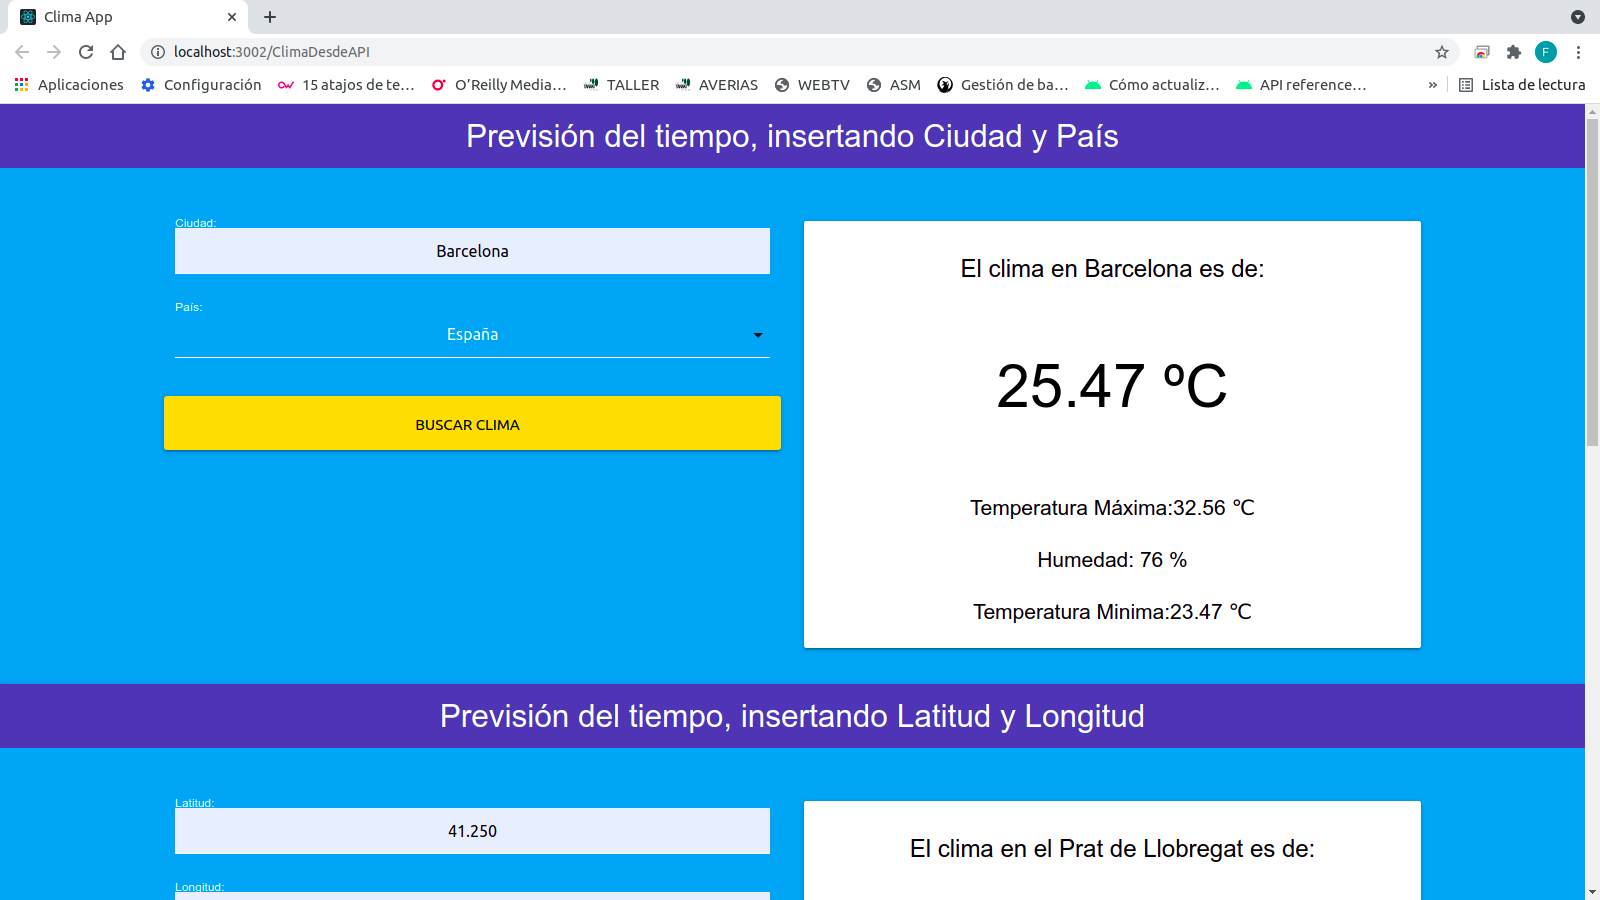 Clima App
localhost:3002/ClimaDesdeAPI
F
Aplicaciones
Configuración
15 atajos de te...
O'Reilly Media...
TALLER
AVERIAS
WEBTV
ASM
Gestión de ba...
Cómo actualiz...
API reference...
»
Lista de lectura
Previsión del tiempo, insertando Ciudad y País
Ciudad:
Barcelona
País:
España
BUSCAR CLIMA
El clima en Barcelona es de:
25.47 ºC
Temperatura Máxima:32.56 ℃
Humedad: 76 %
Temperatura Minima:23.47 ℃
Previsión del tiempo, insertando Latitud y Longitud
Latitud:
41.250
Longitud:
El clima en el Prat de Llobregat es de: